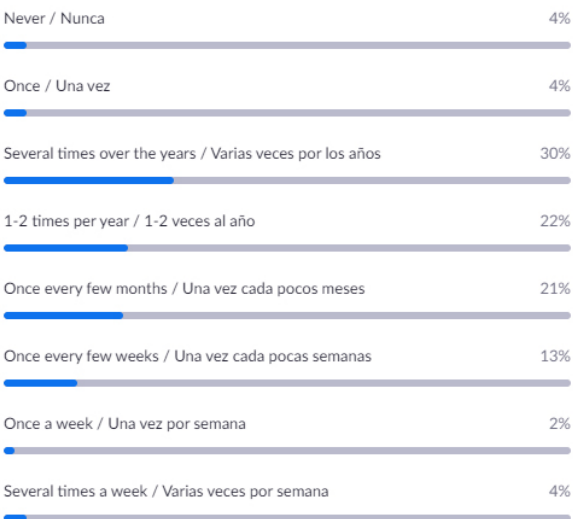 Never / Nunca 4%
Once / Una vez 4%
Several times over the years / Varias veces por los años 30%
1-2 times per year / 1-2 veces al año 22%
Once every few months / Una vez cada pocos meses 21%
Once every few weeks / Una vez cada pocas semanas 13%
Once a week / Una vez por semana 2%
Several times a week / Varias veces por semana 4%